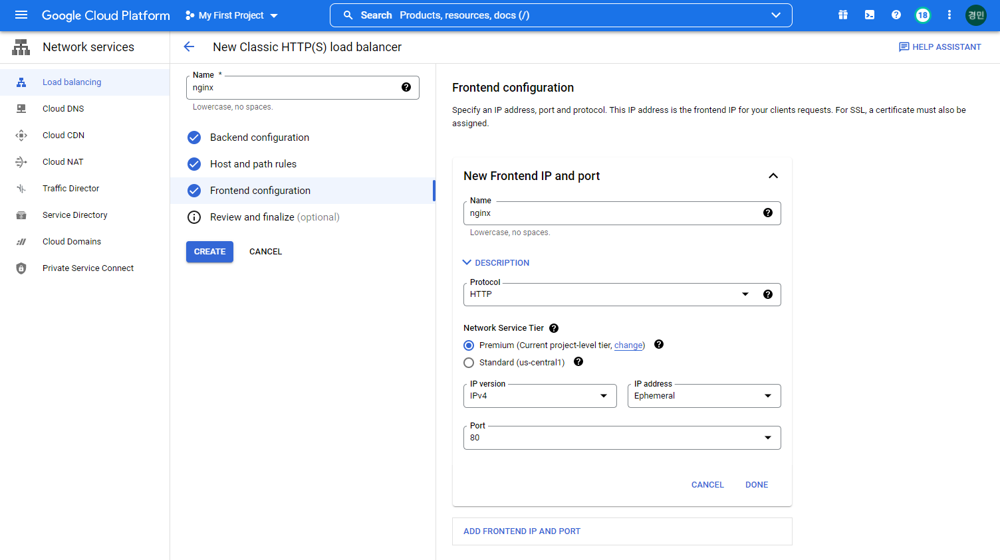 Google Cloud Platform
My First Project
Search Products, resources, docs (/)
18
경민
Network services
New Classic HTTP(S) load balancer
HELP ASSISTANT
Load balancing
Cloud DNS
Cloud CDN
Cloud NAT
Traffic Director
Service Directory
Cloud Domains
Private Service Connect
Name *
nginx
Lowercase, no spaces.
Backend configuration
Host and path rules
Frontend configuration
Review and finalize (optional)
CREATE
CANCEL
Frontend configuration
Specify an IP address, port and protocol. This IP address is the frontend IP for your clients requests. For SSL, a certificate must also be
assigned.
New Frontend IP and port
Name
nginx
Lowercase, no spaces.
DESCRIPTION
Protocol
HTTP
Network Service Tier
Premium (Current project-level tier, change)
Standard (us-central1)
IP version
IPv4
IP address
Ephemeral
Port
80
CANCEL
DONE
ADD FRONTEND IP AND PORT